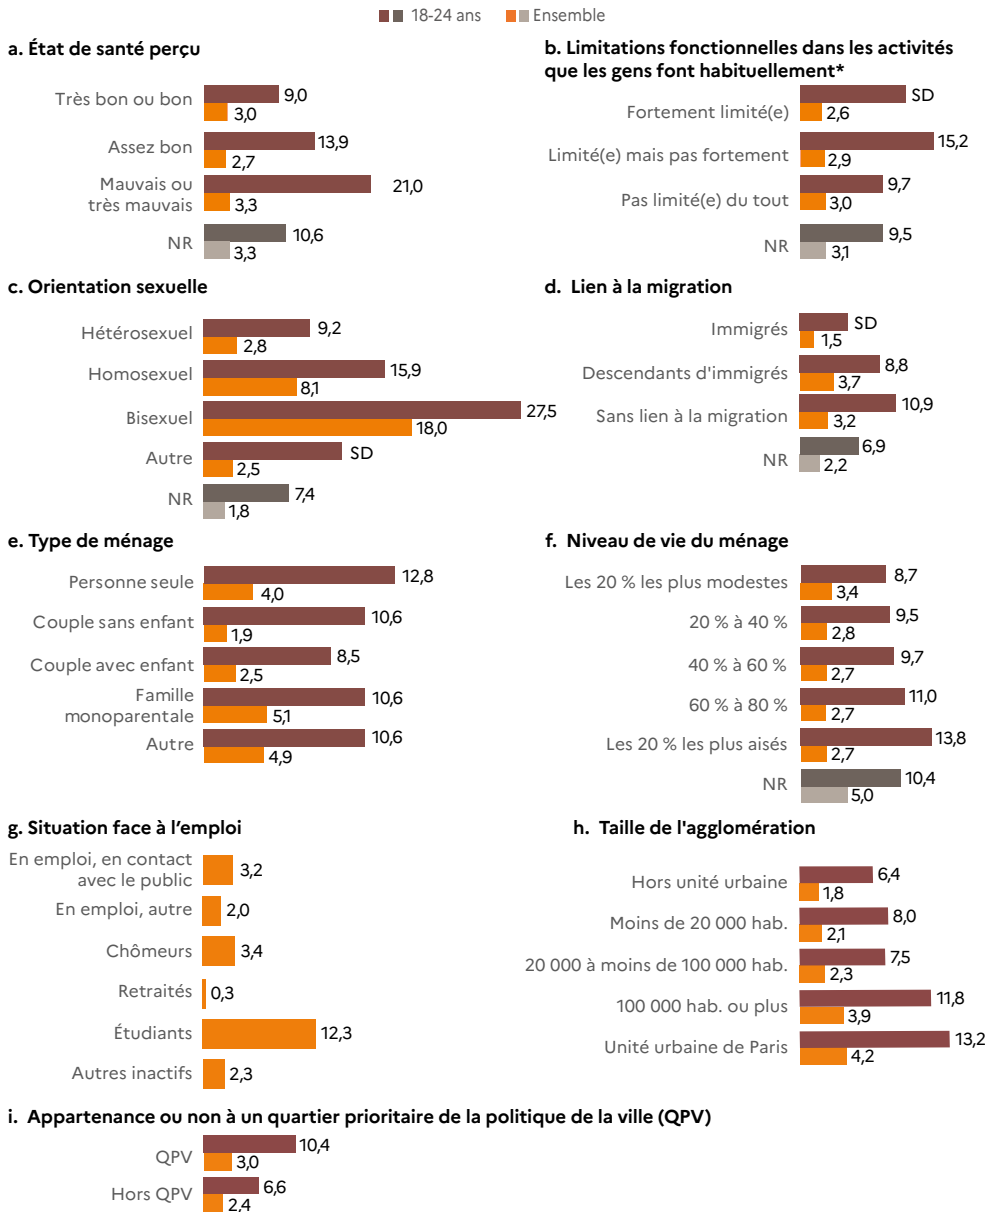 18-24 ans Ensemble
a. État de santé perçu
Très bon ou bon 9,0
3,0
Assez bon 13,9
2,7
Mauvais ou
très mauvais 21,0
3,3
NR 10,6
3,3
b. Limitations fonctionnelles dans les activités
que les gens font habituellement*
Fortement limité(e) SD
2,6
Limité(e) mais pas fortement 15,2
2,9
Pas limité(e) du tout 9,7
3,0
NR 9,5
3,1
c. Orientation sexuelle
Hétérosexuel 9,2
2,8
Homosexuel 15,9
8,1
Bisexuel 27,5
18,0
Autre SD
2,5
NR 7,4
1,8
d. Lien à la migration
Immigrés SD
1,5
Descendants d'immigrés 8,8
3,7
Sans lien à la migration 10,9
3,2
NR 6,9
2,2
e. Type de ménage
Personne seule 12,8
4,0
Couple sans enfant 10,6
1,9
Couple avec enfant 8,5
2,5
Famille
monoparentale 10,6
5,1
Autre 10,6
4,9
f. Niveau de vie du ménage
Les 20 % les plus modestes 8,7
3,4
20 % à 40 % 9,5
2,8
40 % à 60 % 9,7
2,7
60 % à 80 % 11,0
2,7
Les 20 % les plus aisés 13,8
2,7
NR 10,4
5,0
g. Situation face à l’emploi
En emploi, en contact
avec le public 3,2
En emploi, autre 2,0
Chômeurs 3,4
Retraités 0,3
Étudiants 12,3
Autres inactifs 2,3
h. Taille de l'agglomération
Hors unité urbaine 6,4
1,8
Moins de 20 000 hab. 8,0
2,1
20 000 à moins de 100 000 hab. 7,5
2,3
100 000 hab. ou plus 11,8
3,9
Unité urbaine de Paris 13,2
4,2
i. Appartenance ou non à un quartier prioritaire de la politique de la ville (QPV)
QPV 10,4
3,0
Hors QPV 6,6
2,4